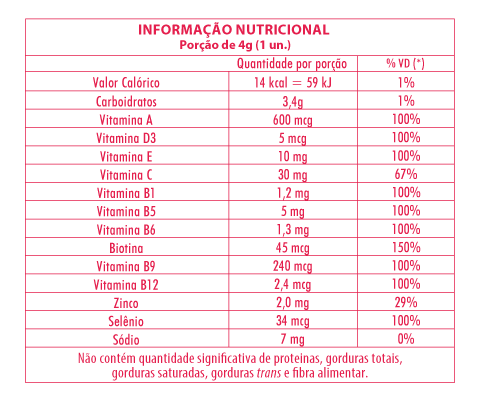 INFORMAÇÃO NUTRICIONAL
Porção de 4g (1 un.)
Quantidade por porção % VD (*)
Valor Calórico 14 kcal = 59 kJ 1%
Carboidratos 3,4g 1%
Vitamina A 600 mcg 100%
Vitamina D3 5 mcg 100%
Vitamina E 10 mg 100%
Vitamina C 30 mg 67%
Vitamina B1 1,2 mg 100%
Vitamina B5 5 mg 100%
Vitamina B6 1,3 mg 100%
Biotina 45 mcg 150%
Vitamina B9 240 mcg 100%
Vitamina B12 2,4 mcg 100%
Zinco 2,0 mg 29%
Selênio 34 mcg 100%
Sódio 7 mg 0%
Não contém quantidade significativa de proteinas, gorduras totais,
gorduras saturadas, gorduras trans e fibra alimentar.